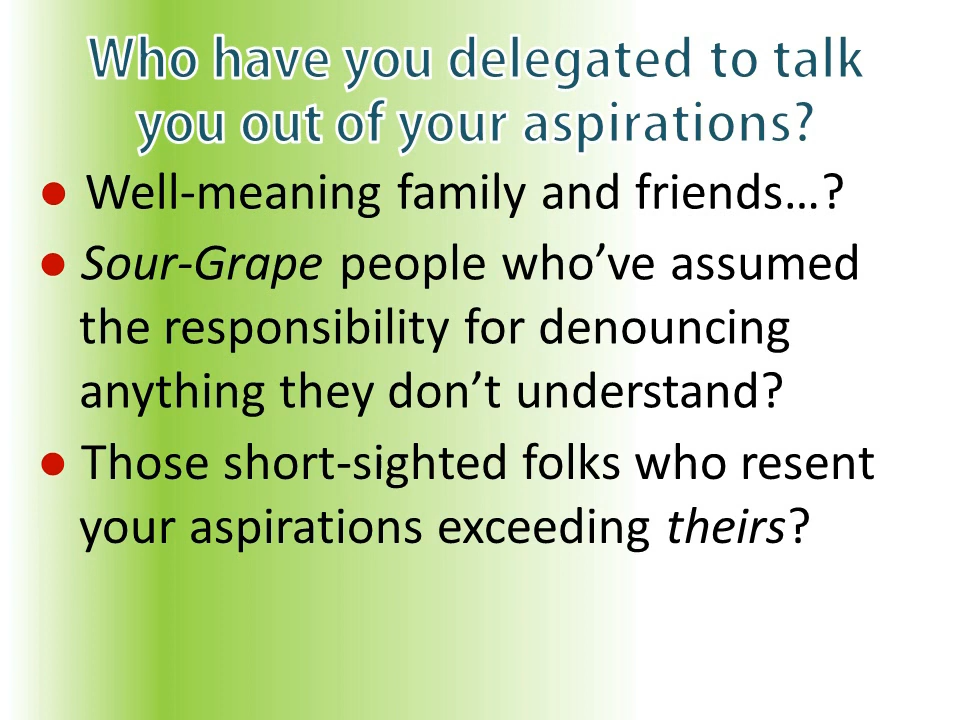 Who have you delegated to talk
you out of your aspirations?
● Well-meaning family and friends…?
● Sour-Grape people who’ve assumed
the responsibility for denouncing
anything they don’t understand?
● Those short-sighted folks who resent
your aspirations exceeding theirs?